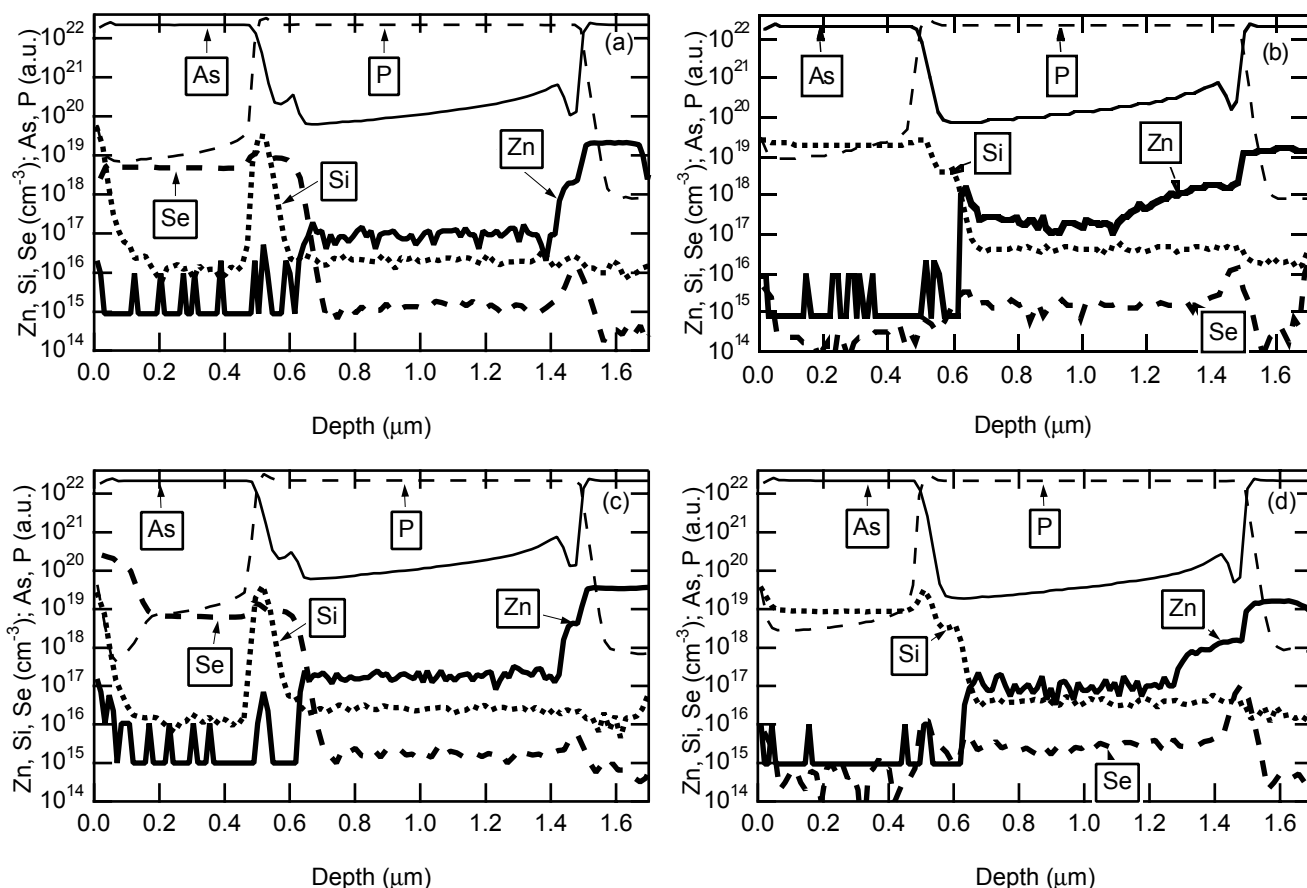 Zn, Si, Se (cm⁻³); As, P (a.u.)
10²²
10²¹
10²⁰
10¹⁹
10¹⁸
10¹⁷
10¹⁶
10¹⁵
10¹⁴
(a)
As
P
Zn
Si
Se
0.0 0.2 0.4 0.6 0.8 1.0 1.2 1.4 1.6
Depth (μm)
Zn, Si, Se (cm⁻³); As, P (a.u.)
10²²
10²¹
10²⁰
10¹⁹
10¹⁸
10¹⁷
10¹⁶
10¹⁵
10¹⁴
(b)
As
P
Si
Zn
Se
0.0 0.2 0.4 0.6 0.8 1.0 1.2 1.4 1.6
Depth (μm)
Zn, Si, Se (cm⁻³); As, P (a.u.)
10²²
10²¹
10²⁰
10¹⁹
10¹⁸
10¹⁷
10¹⁶
10¹⁵
10¹⁴
(c)
As
P
Zn
Si
Se
0.0 0.2 0.4 0.6 0.8 1.0 1.2 1.4 1.6
Depth (μm)
Zn, Si, Se (cm⁻³); As, P (a.u.)
10²²
10²¹
10²⁰
10¹⁹
10¹⁸
10¹⁷
10¹⁶
10¹⁵
10¹⁴
(d)
As
P
Zn
Si
Se
0.0 0.2 0.4 0.6 0.8 1.0 1.2 1.4 1.6
Depth (μm)